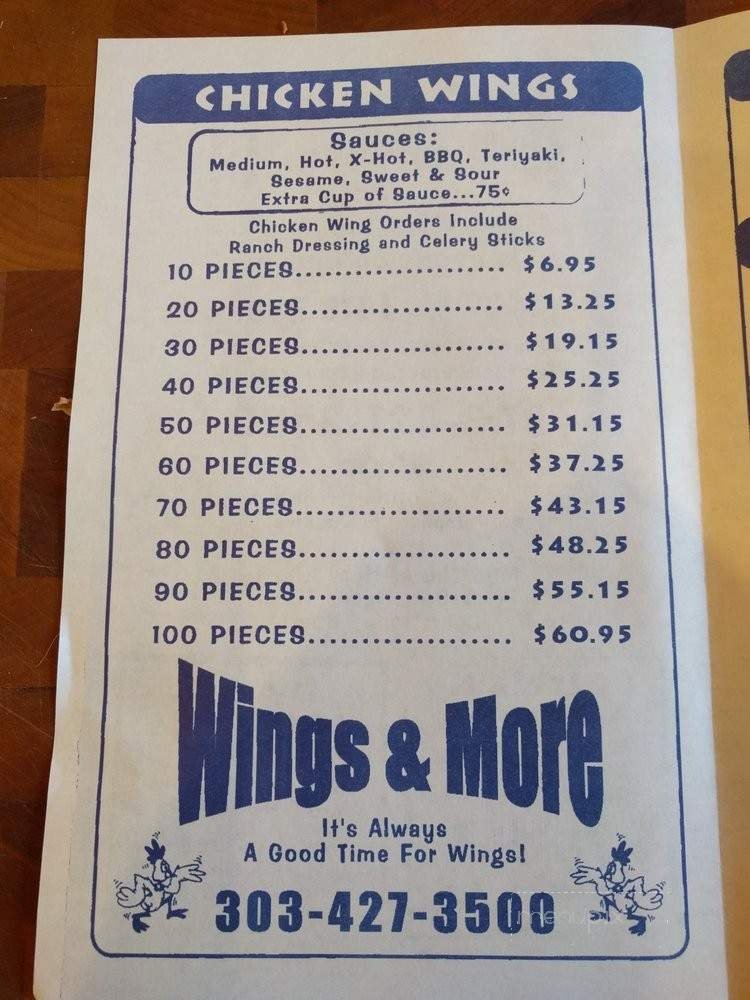 CHICKEN WINGS
Sauces:
Medium, Hot, X-Hot, BBQ, Teriyaki,
Sesame, Sweet & Sour
Extra Cup of Sauce...75¢
Chicken Wing Orders Include
Ranch Dressing and Celery Sticks
10 PIECES..................... $6.95
20 PIECES.................... $13.25
30 PIECES.................... $19.15
40 PIECES.................... $25.25
50 PIECES.................... $31.15
60 PIECES.................... $37.25
70 PIECES.................... $43.15
80 PIECES..................... $48.25
90 PIECES..................... $55.15
100 PIECES.................... $60.95
Wings & More
It's Always
A Good Time For Wings!
303-427-3500
menupix